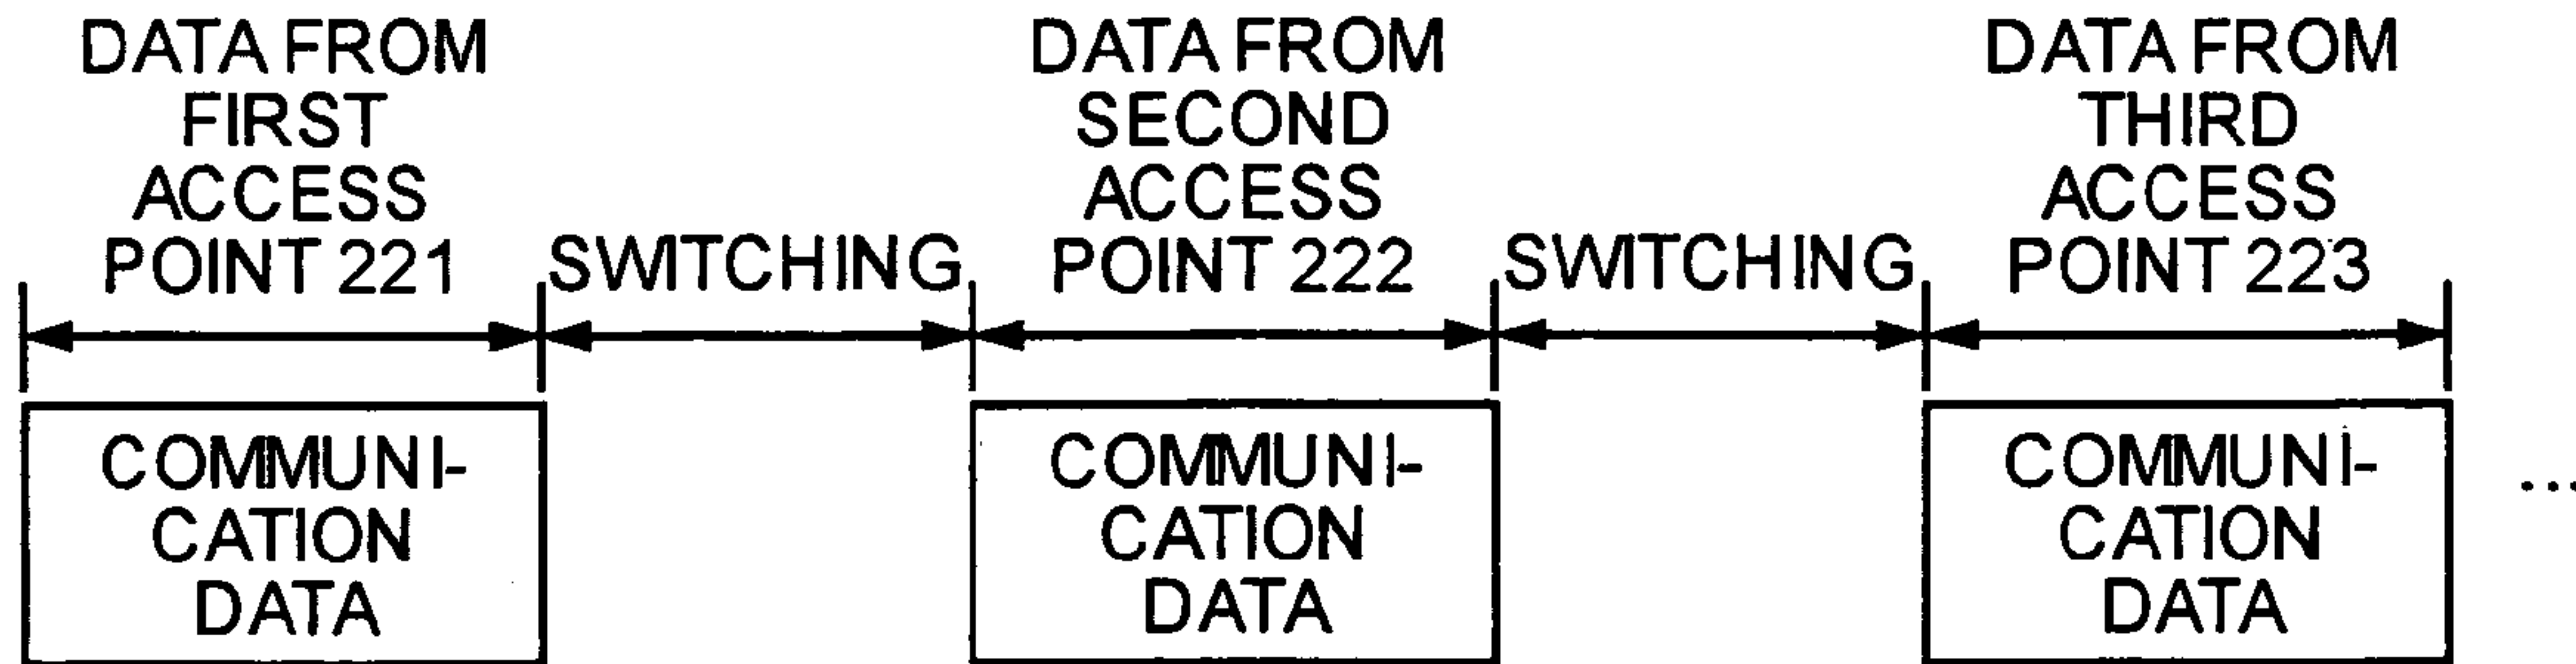 DATA FROM
FIRST
ACCESS
POINT 221
SWITCHING
DATA FROM
SECOND
ACCESS
POINT 222
SWITCHING
DATA FROM
THIRD
ACCESS
POINT 223
COMMUNI-
CATION
DATA
COMMUNI-
CATION
DATA
COMMUNI-
CATION
DATA
...